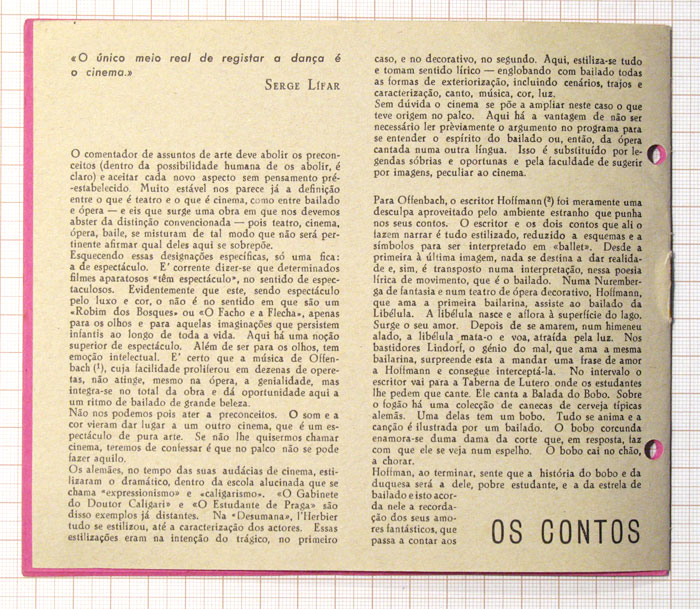 «O único meio real de registar a dança é
o cinema.»
SERGE LÍFAR
O comentador de assuntos de arte deve abolir os precon-
ceitos (dentro da possibilidade humana de os abolir, é
claro) e aceitar cada novo aspecto sem pensamento pré-
-estabelecido. Muito estável nos parece já a definição
entre o que é teatro e o que é cinema, como entre bailado
e ópera — e eis que surge uma obra em que nos devemos
abster da distinção convencionada — pois teatro, cinema,
ópera, baile, se misturam de tal modo que não será per-
tinente afirmar qual deles aqui se sobrepõe.
Esquecendo essas designações específicas, só uma fica:
a de espectáculo. E' corrente dizer-se que determinados
filmes aparatosos "têm espectáculo", no sentido de espec-
taculosos. Evidentemente que este, sendo espectáculo
pelo luxo e cor, o não é no sentido em que são um
«Robim dos Bosques» ou «O Facho e a Flecha», apenas
para os olhos e para aquelas imaginações que persistem
infantis ao longo de toda a vida. Aqui há uma noção
superior de espectáculo. Além de ser para os olhos, tem
emoção intelectual. E' certo que a música de Offen-
bach (¹), cuja facilidade proliferou em dezenas de opere-
tas, não atinge, mesmo na ópera, a genialidade, mas
integra-se no total da obra e dá oportunidade aqui a
um ritmo de bailado de grande beleza.
Não nos podemos pois ater a preconceitos. O som e a
cor vieram dar lugar a um outro cinema, que é um es-
pectáculo de pura arte. Se não lhe quisermos chamar
cinema, teremos de confessar é que no palco não se pode
fazer aquilo.
Os alemães, no tempo das suas audácias de cinema, esti-
lizaram o dramático, dentro da escola alucinada que se
chama "expressionismo» e «caligarismo». «O Gabinete
do Doutor Caligari» e «O Estudante de Praga» são
disso exemplos já distantes. Na "Desumana», l'Herbier
tudo se estilizou, até a caracterização dos actores. Essas
estilizações eram na intenção do trágico, no primeiro
caso, e no decorativo, no segundo. Aqui, estiliza-se tudo
e tomam sentido lírico — englobando com bailado todas
as formas de exteriorização, incluindo cenários, trajos e
caracterização, canto, música, cor, luz.
Sem dúvida o cinema se põe a ampliar neste caso o que
teve origem no palco. Aqui há a vantagem de não ser
necessário ler prèviamente o argumento no programa para
se entender o espírito do bailado ou, então, da ópera
cantada numa outra língua. Isso é substituído por le-
gendas sóbrias e oportunas e pela faculdade de sugerir
por imagens, peculiar ao cinema.
Para Offenbach, o escritor Hoffmann (²) foi meramente uma
desculpa aproveitado pelo ambiente estranho que punha
nos seus contos. O escritor e os dois contos que ali o
fazem narrar é tudo estilizado, reduzido a esquemas e a
símbolos para ser interpretado em «ballet». Desde a
primeira à última imagem, nada se destina a dar realida-
de e, sim, é transposto numa interpretação, nessa poesia
lírica de movimento, que é o bailado. Numa Nurember-
ga de fantasia e num teatro de ópera decorativo, Hoffmann,
que ama a primeira bailarina, assiste ao bailado da
Libélula. A libélula nasce e aflora à superfície do lago.
Surge o seu amor. Depois de se amarem, num himeneu
alado, a libélula mata-o e voa, atraída pela luz. Nos
bastidores Lindorf, o génio do mal, que ama a mesma
bailarina, surpreende esta a mandar uma frase de amor
a Hoffmann e consegue interceptá-la. No intervalo o
escritor vai para a Taberna de Lutero onde os estudantes
lhe pedem que cante. Ele canta a Balada do Bobo. Sobre
o fogão há uma colecção de canecas de cerveja típicas
alemãs. Uma delas tem um bobo. Tudo se anima e a
canção é ilustrada por um bailado. O bobo corcunda
enamora-se duma dama da corte que, em resposta, faz
com que ele se veja num espelho. O bobo cai no chão,
a chorar.
Hoffman, ao terminar, sente que a história do bobo e da
duquesa será a dele, pobre estudante, e a da estrela de
bailado e isto acor-
da nele a recorda-
ção dos seus amo-
res fantásticos, que
passa a contar aos
OS CONTOS